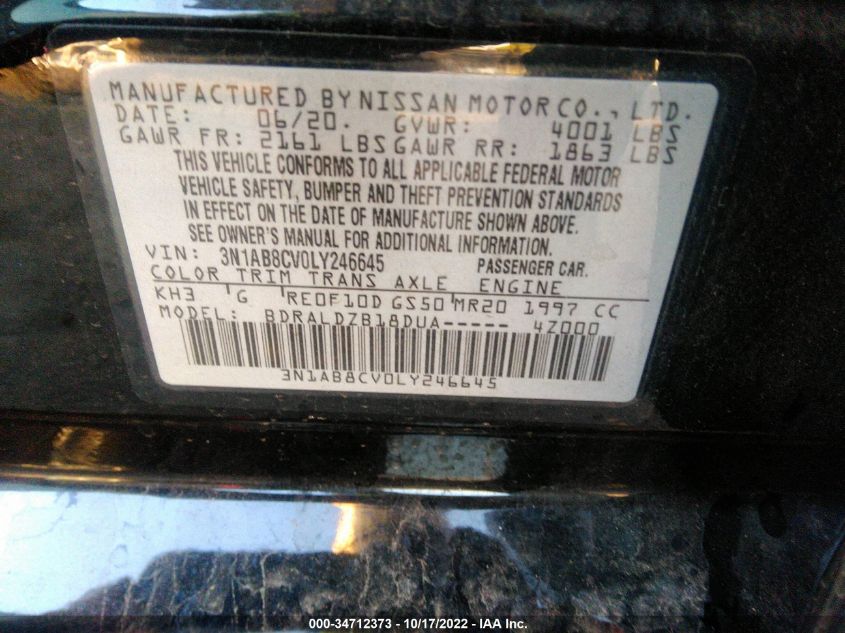 MANUFACTURED BY NISSAN MOTOR CO., LTD.
DATE: 06/20. GVWR: 4001 LBS
GAWR FR: 2161 LBS GAWR RR: 1863 LBS
THIS VEHICLE CONFORMS TO ALL APPLICABLE FEDERAL MOTOR
VEHICLE SAFETY, BUMPER AND THEFT PREVENTION STANDARDS
IN EFFECT ON THE DATE OF MANUFACTURE SHOWN ABOVE.
SEE OWNER'S MANUAL FOR ADDITIONAL INFORMATION.
VIN: 3N1AB8CV0LY246645 PASSENGER CAR.
COLOR TRIM TRANS AXLE ENGINE
KH3 G RE0F10D GS50 MR20 1997 CC
MODEL: BDRALDZB18DUA----- 4Z000
3N1AB8CV0LY246645
000-34712373 - 10/17/2022 - IAA Inc.